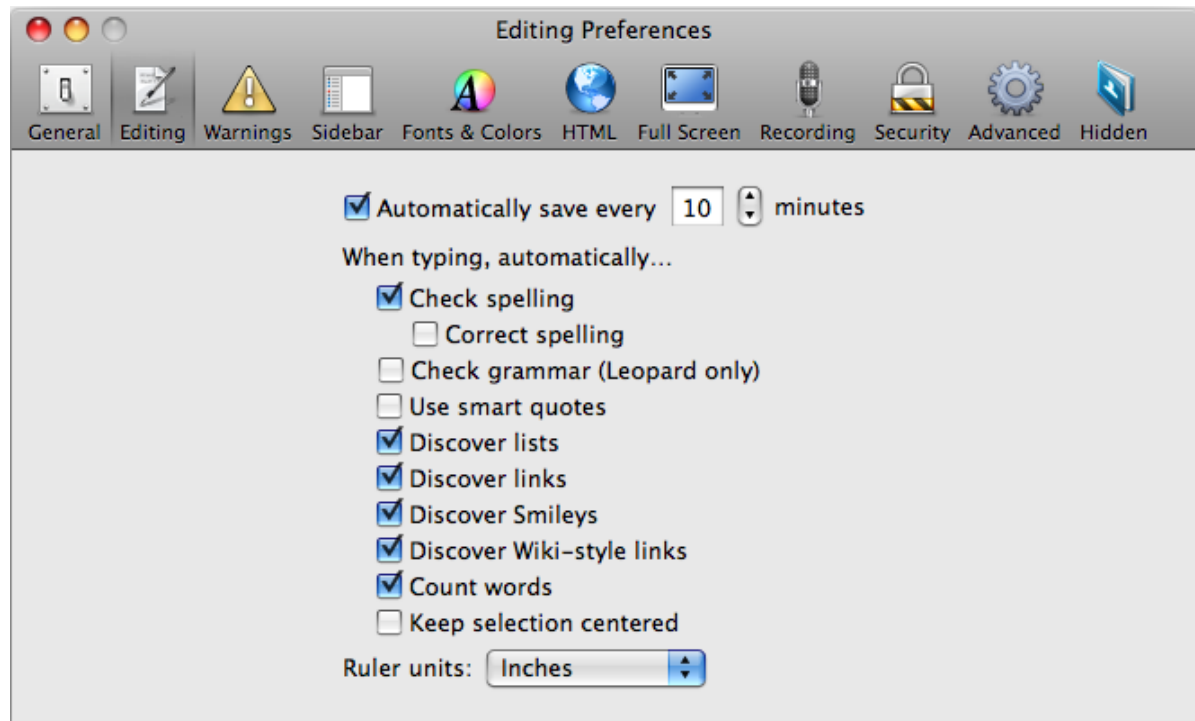 Editing Preferences
General Editing Warnings Sidebar Fonts & Colors HTML Full Screen Recording Security Advanced Hidden
Automatically save every 10 minutes
When typing, automatically...
Check spelling
Correct spelling
Check grammar (Leopard only)
Use smart quotes
Discover lists
Discover links
Discover Smileys
Discover Wiki-style links
Count words
Keep selection centered
Ruler units: Inches